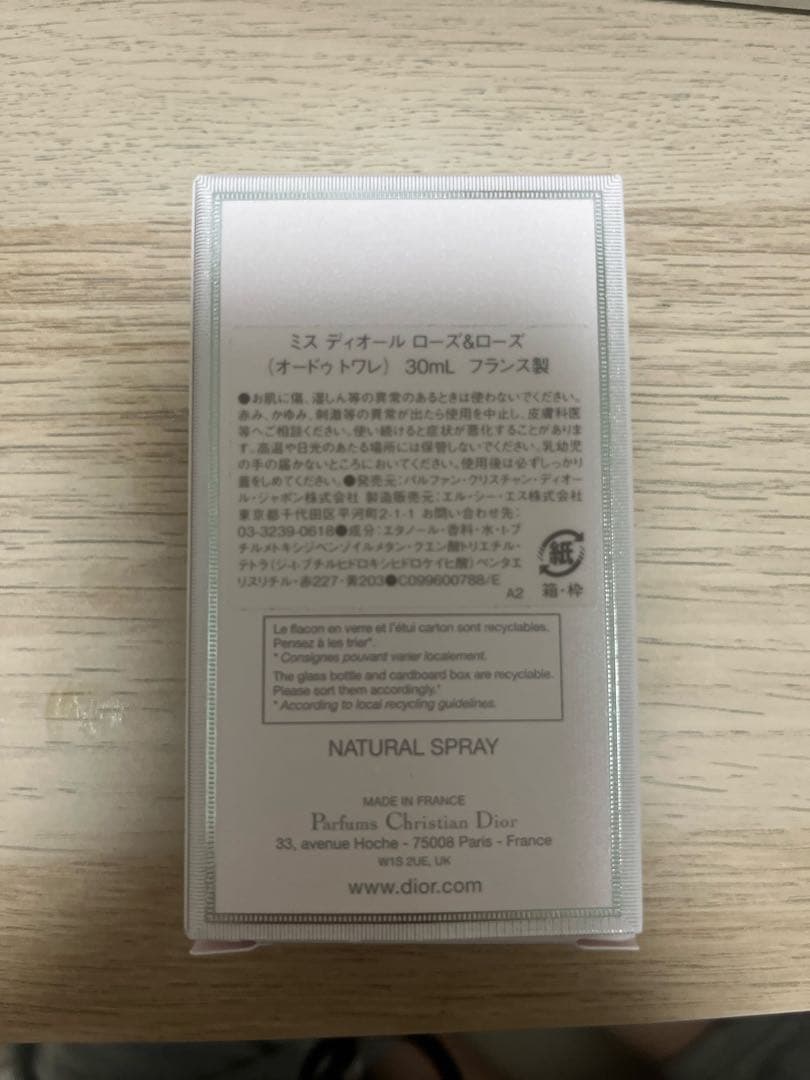 ミス ディオール ローズ&ローズ
(オードゥ トワレ) 30mL フランス製
●お肌に傷、湿しん等の異常のあるときは使わないでください。
赤み、かゆみ、刺激等の異常が出たら使用を中止し、皮膚科医
等へご相談ください。使い続けると症状が悪化することがありま
す。高温や日光のあたる場所には保管しないでください。乳幼児
の手の届かないところにおいてください。使用後は必ずしっかり
蓋をしめてください。●発売元:パルファン・クリスチャン・ディオー
ル・ジャポン株式会社 製造販売元:エル・シー・エス株式会社
東京都千代田区平河町2-1-1 お問い合わせ先:
03-3239-0618●成分:エタノール・香料・水・t-ブ
チルメトキシジベンゾイルメタン・クエン酸トリエチル・
テトラ(ジ-t-ブチルヒドロキシヒドロケイヒ酸)ペンタエ
リスリチル・赤227・黄203●C099600788/E
A2
紙
箱・枠
Le flacon en verre et l'étui carton sont recyclables.
Pensez à les trier*.
* Consignes pouvant varier localement.
The glass bottle and cardboard box are recyclable.
Please sort them accordingly.*
* According to local recycling guidelines.
NATURAL SPRAY
MADE IN FRANCE
Parfums Christian Dior
33, avenue Hoche - 75008 Paris - France
W1S 2UE, UK
www.dior.com